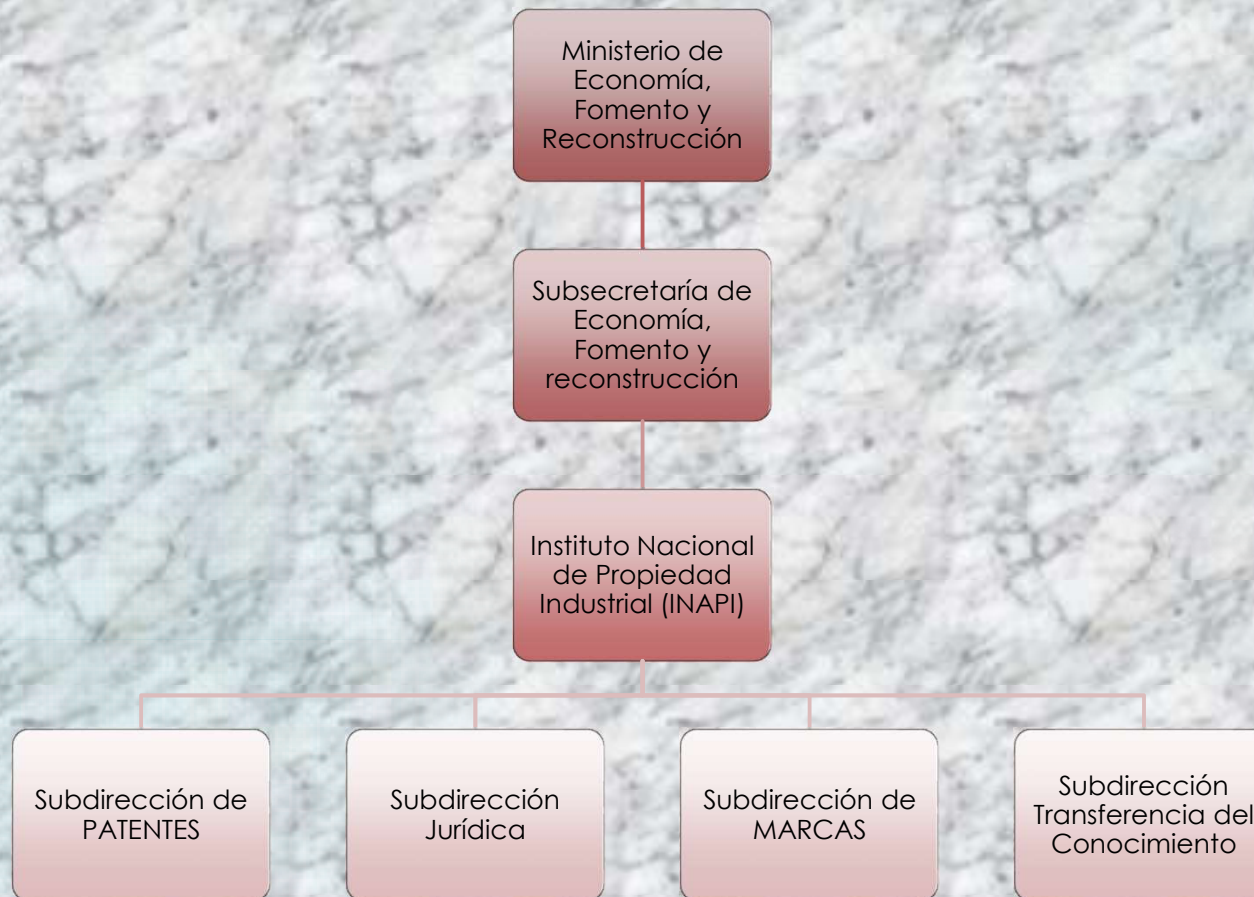 Ministerio de
Economía,
Fomento y
Reconstrucción
Subsecretaría de
Economía,
Fomento y
reconstrucción
Instituto Nacional
de Propiedad
Industrial (INAPI)
Subdirección de
PATENTES
Subdirección
Jurídica
Subdirección de
MARCAS
Subdirección
Transferencia del
Conocimiento